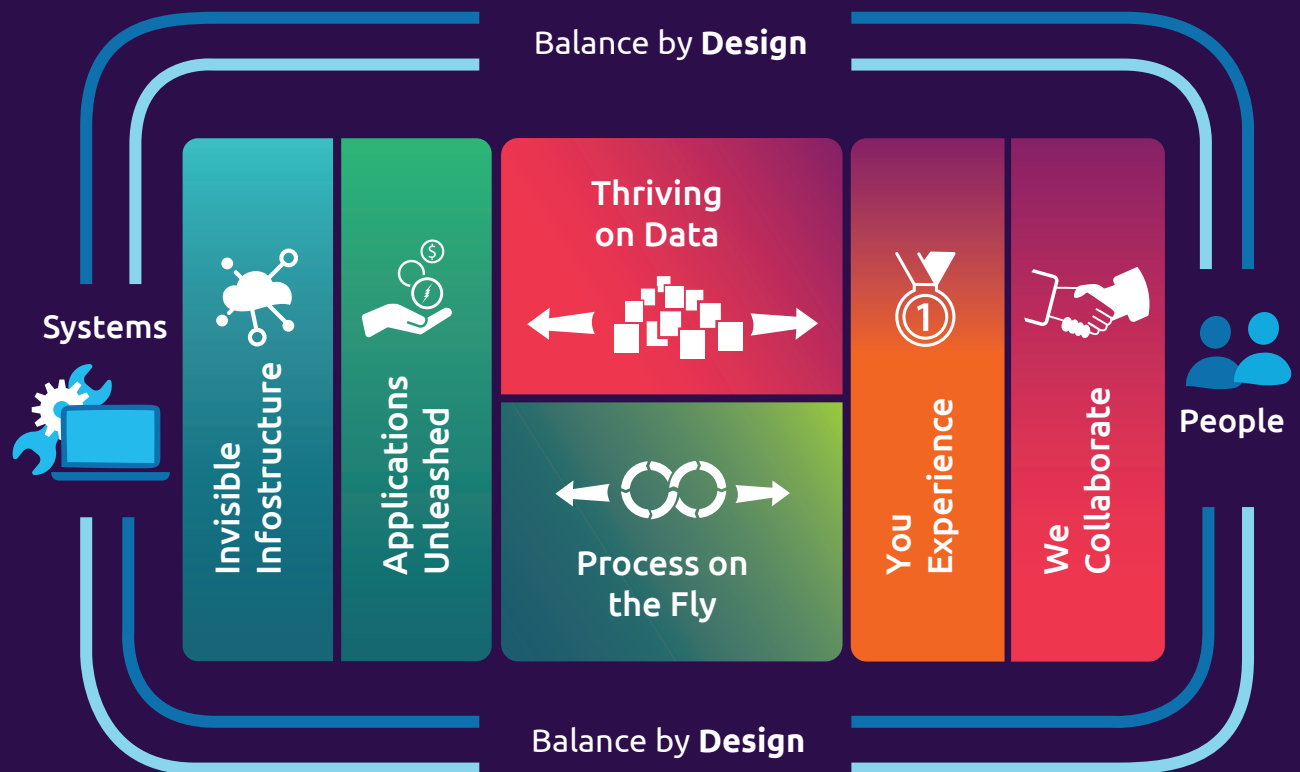 Balance by Design
Systems
Invisible
Infostructure
Applications
Unleashed
$
Thriving
on Data
Process on
the Fly
1
You
Experience
We
Collaborate
People
Balance by Design